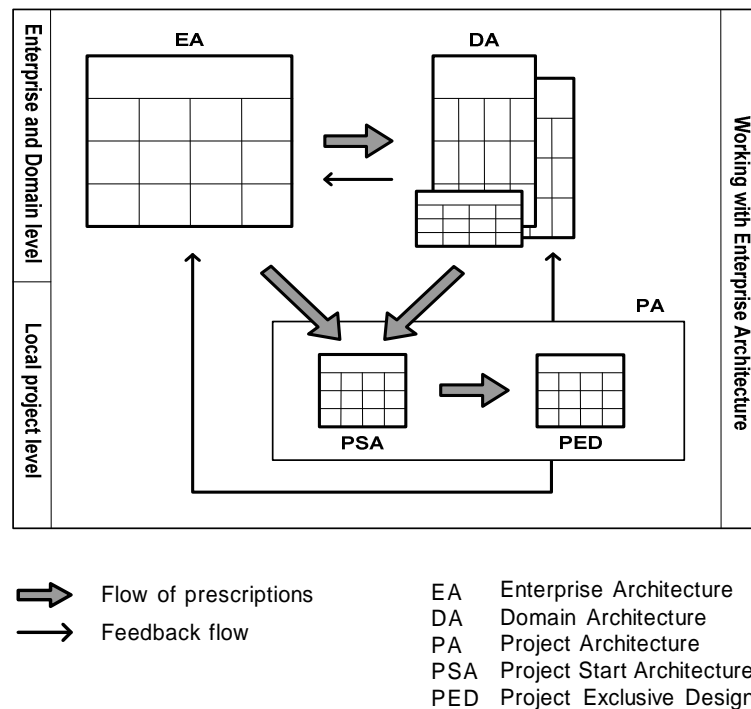 Enterprise and Domain level
Local project level
EA
DA
Working with Enterprise Architecture
PA
PSA
PED
Flow of prescriptions
Feedback flow
EA Enterprise Architecture
DA Domain Architecture
PA Project Architecture
PSA Project Start Architecture
PED Project Exclusive Design